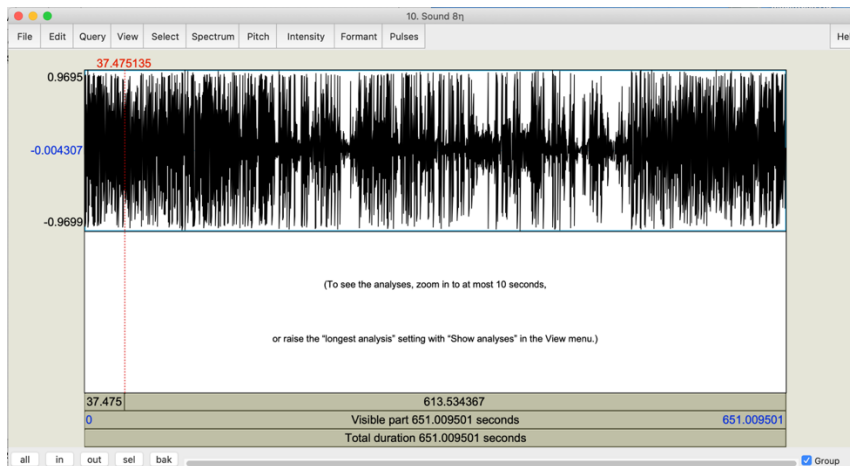 10. Sound 8η
File Edit Query View Select Spectrum Pitch Intensity Formant Pulses
37.475135
0.9695
-0.004307
-0.9699
(To see the analyses, zoom in to at most 10 seconds,
or raise the "longest analysis" setting with "Show analyses" in the View menu.)
37.475 613.534367
0 Visible part 651.009501 seconds 651.009501
Total duration 651.009501 seconds
all in out sel bak Group